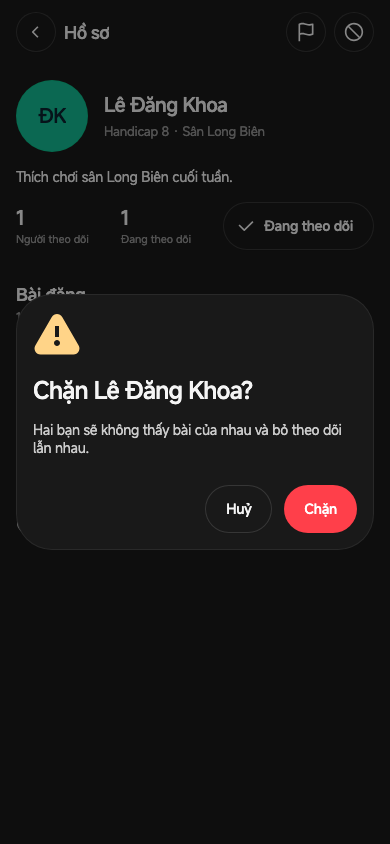 Hồ sơ
ĐK
Lê Đăng Khoa
Handicap 8 · Sân Long Biên
Thích chơi sân Long Biên cuối tuần.
1
Người theo dõi
1
Đang theo dõi
Đang theo dõi
Bài đăng
Chặn Lê Đăng Khoa?
Hai bạn sẽ không thấy bài của nhau và bỏ theo dõi
lẫn nhau.
Huỷ
Chặn